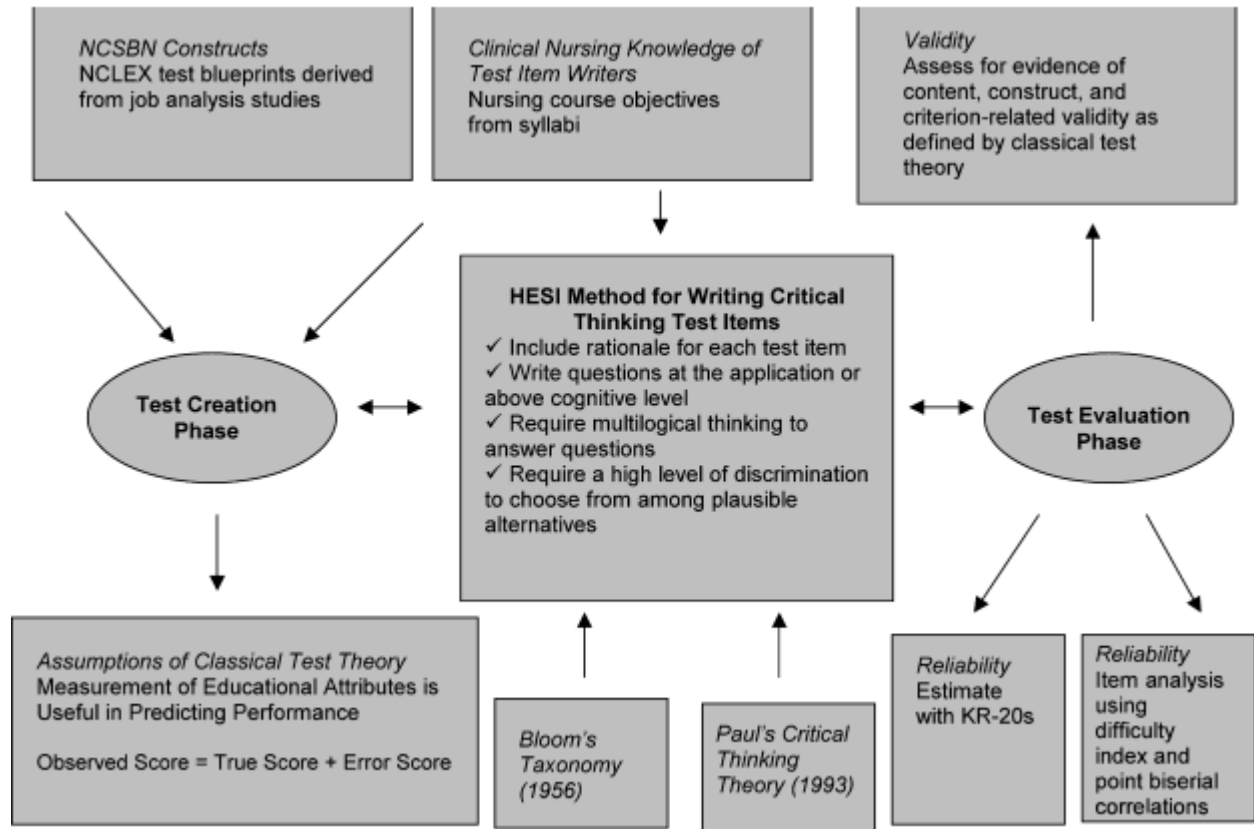 NCSBN Constructs
NCLEX test blueprints derived
from job analysis studies
Clinical Nursing Knowledge of
Test Item Writers
Nursing course objectives
from syllabi
Validity
Assess for evidence of
content, construct, and
criterion-related validity as
defined by classical test
theory
HESI Method for Writing Critical
Thinking Test Items
✓ Include rationale for each test item
✓ Write questions at the application or
above cognitive level
✓ Require multilogical thinking to
answer questions
✓ Require a high level of discrimination
to choose from among plausible
alternatives
Test Creation
Phase
Test Evaluation
Phase
Assumptions of Classical Test Theory
Measurement of Educational Attributes is
Useful in Predicting Performance
Observed Score = True Score + Error Score
Bloom's
Taxonomy
(1956)
Paul's Critical
Thinking
Theory (1993)
Reliability
Estimate
with KR-20s
Reliability
Item analysis
using
difficulty
index and
point biserial
correlations